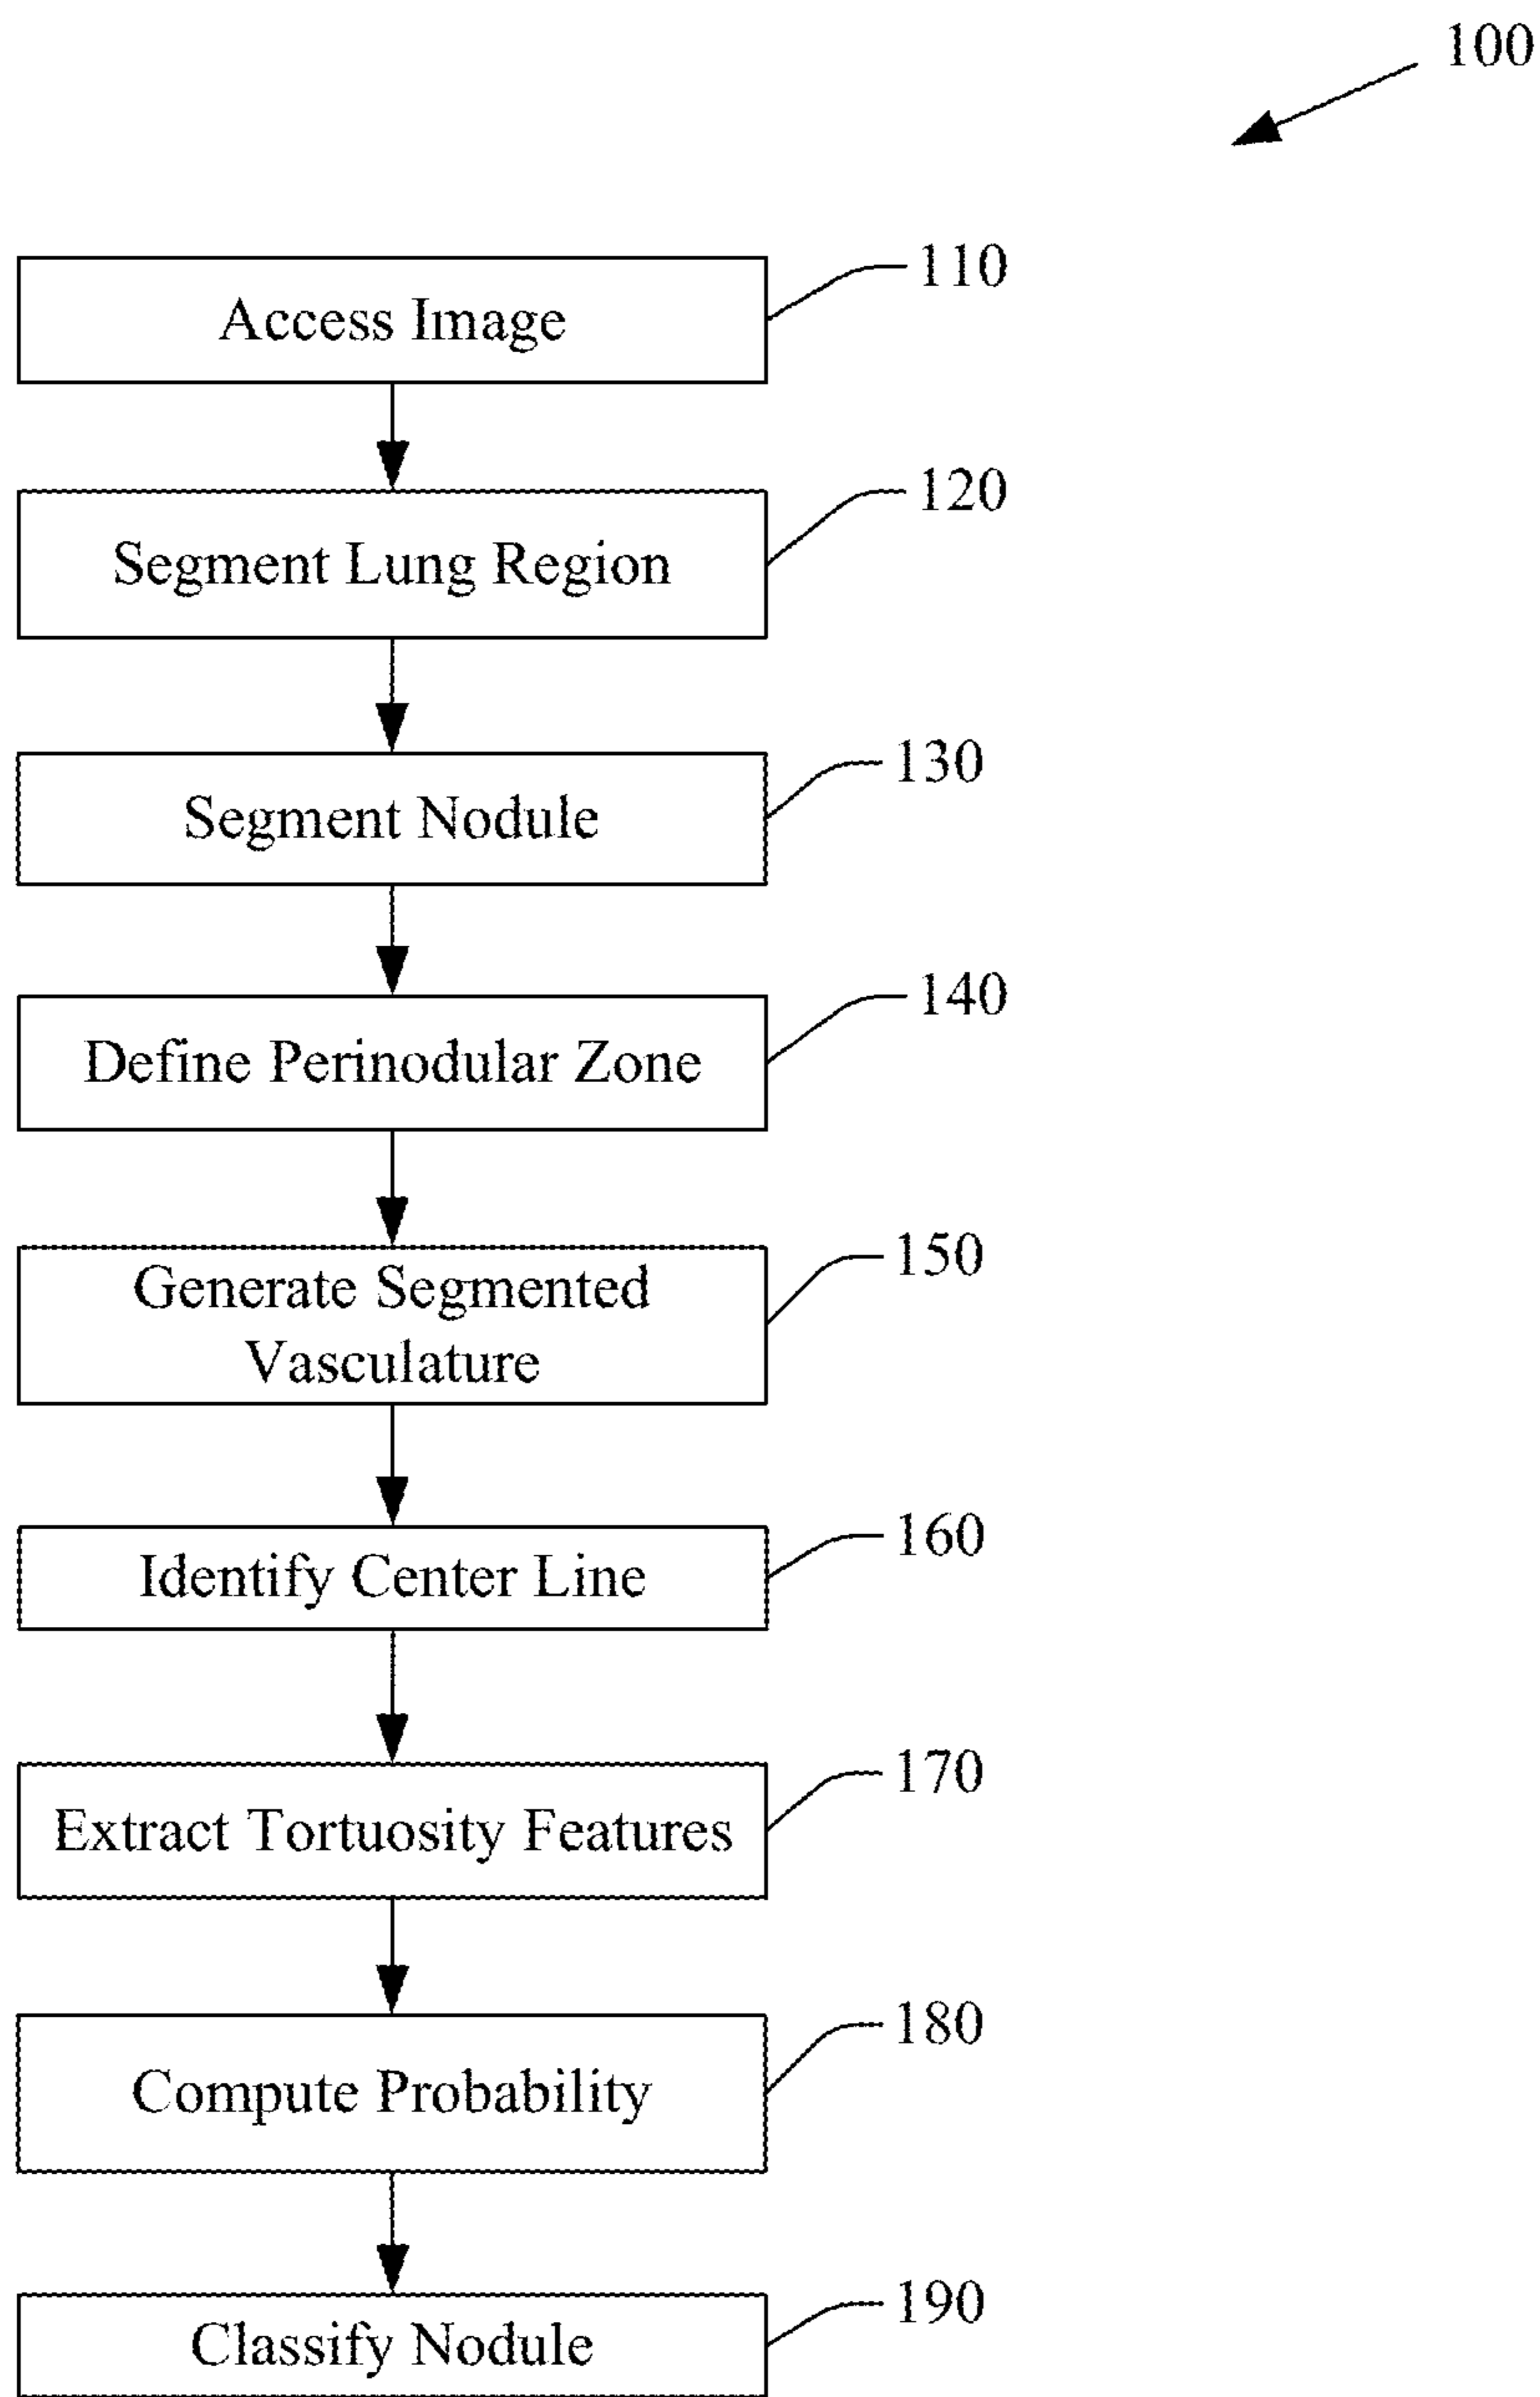 100
Access Image
110
Segment Lung Region
120
Segment Nodule
130
Define Perinodular Zone
140
Generate Segmented
Vasculature
150
Identify Center Line
160
Extract Tortuosity Features
170
Compute Probability
180
Classify Nodule
190